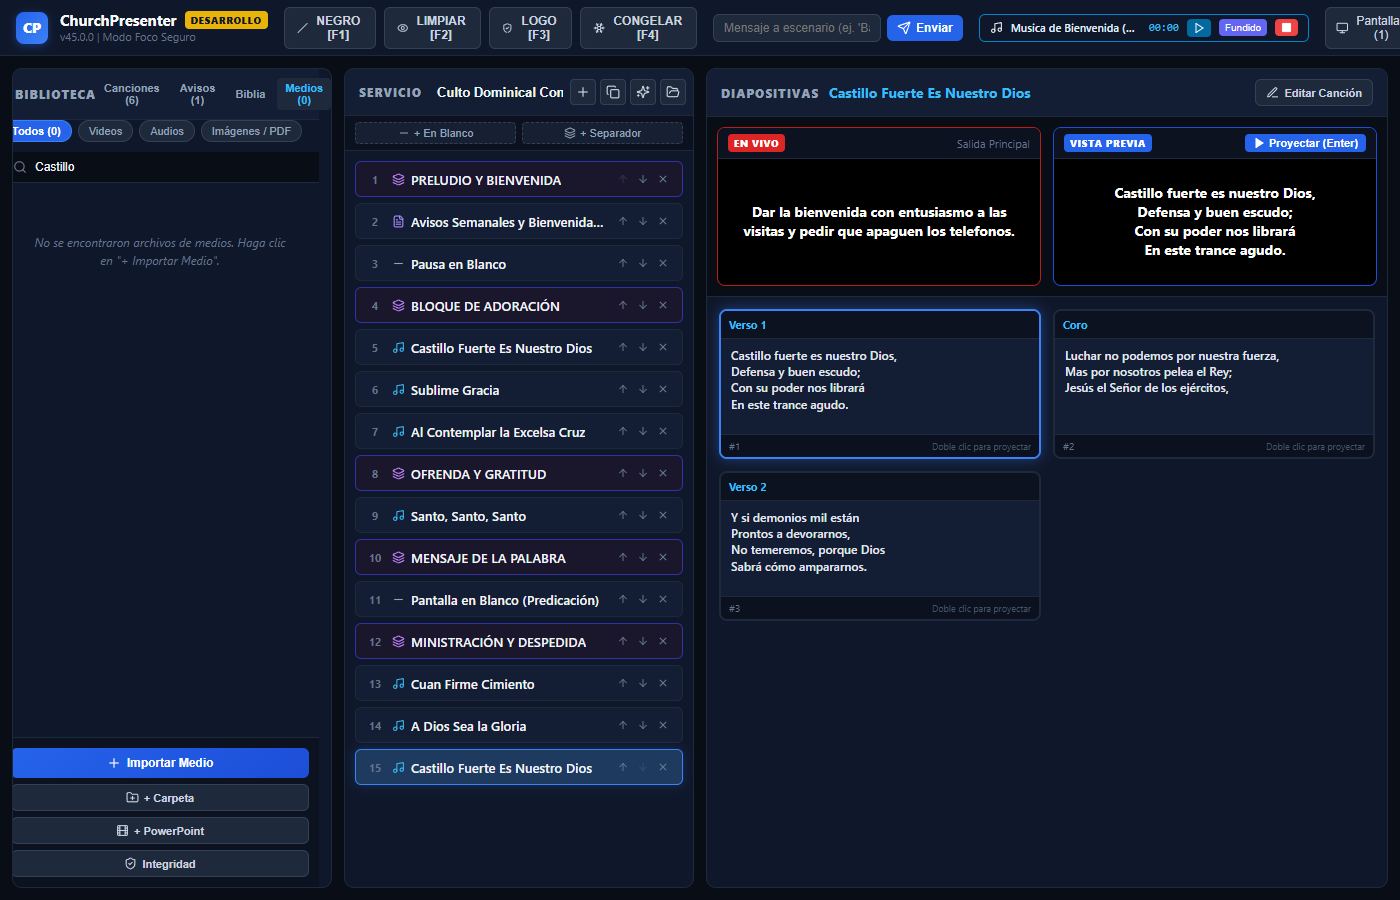 CP
ChurchPresenter DESARROLLO
v45.0.0 | Modo Foco Seguro
NEGRO
[F1]
LIMPIAR
[F2]
LOGO
[F3]
CONGELAR
[F4]
Mensaje a escenario (ej. 'Ba
Enviar
Musica de Bienvenida (... 00:00 Fundido
Pantalla
(1)
BIBLIOTECA
Canciones
(6)
Avisos
(1)
Biblia
Medios
(0)
Todos (0) Videos Audios Imágenes / PDF
Castillo
No se encontraron archivos de medios. Haga clic
en "+ Importar Medio".
Importar Medio
+ Carpeta
+ PowerPoint
Integridad
SERVICIO Culto Dominical Con
+ En Blanco + Separador
1 PRELUDIO Y BIENVENIDA
2 Avisos Semanales y Bienvenida...
3 Pausa en Blanco
4 BLOQUE DE ADORACIÓN
5 Castillo Fuerte Es Nuestro Dios
6 Sublime Gracia
7 Al Contemplar la Excelsa Cruz
8 OFRENDA Y GRATITUD
9 Santo, Santo, Santo
10 MENSAJE DE LA PALABRA
11 Pantalla en Blanco (Predicación)
12 MINISTRACIÓN Y DESPEDIDA
13 Cuan Firme Cimiento
14 A Dios Sea la Gloria
15 Castillo Fuerte Es Nuestro Dios
DIAPOSITIVAS Castillo Fuerte Es Nuestro Dios
Editar Canción
EN VIVO Salida Principal
Dar la bienvenida con entusiasmo a las
visitas y pedir que apaguen los telefonos.
VISTA PREVIA Proyectar (Enter)
Castillo fuerte es nuestro Dios,
Defensa y buen escudo;
Con su poder nos librará
En este trance agudo.
Verso 1
Castillo fuerte es nuestro Dios,
Defensa y buen escudo;
Con su poder nos librará
En este trance agudo.
#1 Doble clic para proyectar
Coro
Luchar no podemos por nuestra fuerza,
Mas por nosotros pelea el Rey;
Jesús el Señor de los ejércitos,
#2 Doble clic para proyectar
Verso 2
Y si demonios mil están
Prontos a devorarnos,
No temeremos, porque Dios
Sabrá cómo ampararnos.
#3 Doble clic para proyectar